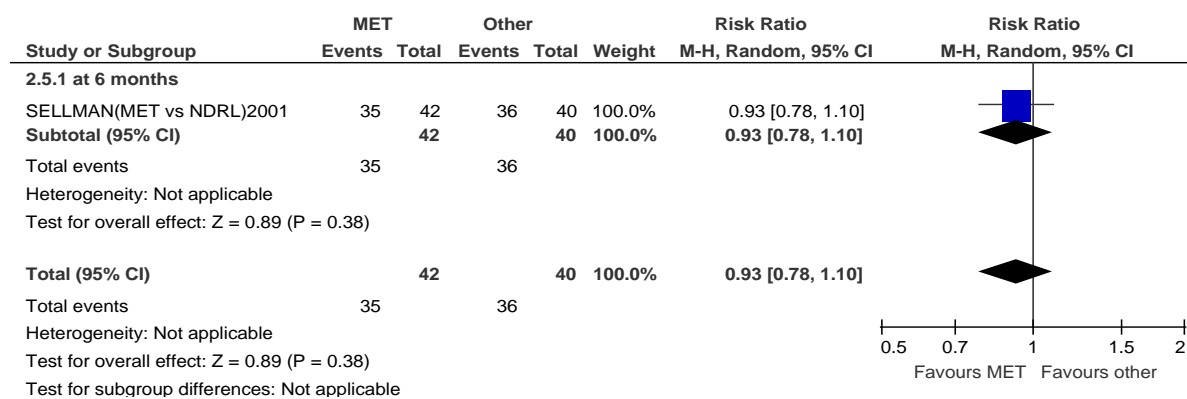 MET Other Risk Ratio Risk Ratio
Study or Subgroup Events Total Events Total Weight M-H, Random, 95% CI M-H, Random, 95% CI
2.5.1 at 6 months
SELLMAN(MET vs NDRL)2001 35 42 36 40 100.0% 0.93 [0.78, 1.10]
Subtotal (95% CI) 42 40 100.0% 0.93 [0.78, 1.10]
Total events 35 36
Heterogeneity: Not applicable
Test for overall effect: Z = 0.89 (P = 0.38)
Total (95% CI) 42 40 100.0% 0.93 [0.78, 1.10]
Total events 35 36
Heterogeneity: Not applicable
Test for overall effect: Z = 0.89 (P = 0.38)
Test for subgroup differences: Not applicable
0.5 0.7 1 1.5 2
Favours MET Favours other